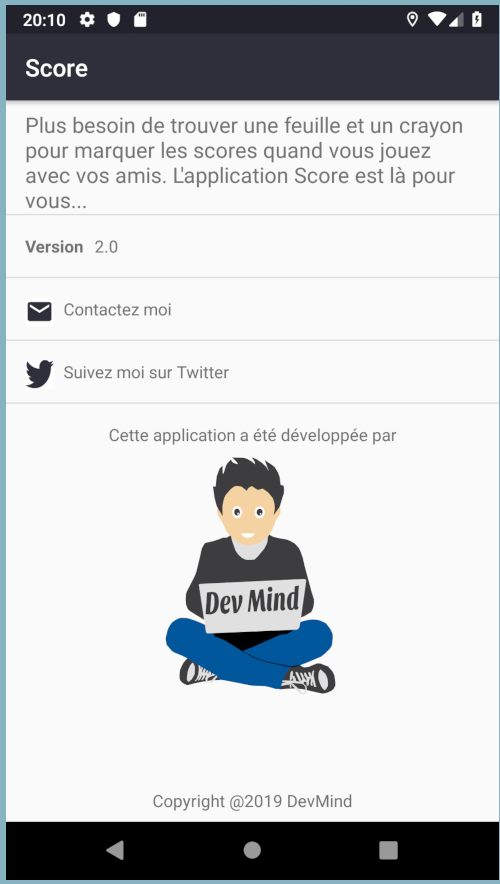 20:10
Score
Plus besoin de trouver une feuille et un crayon
pour marquer les scores quand vous jouez
avec vos amis. L'application Score est là pour
vous...
Version 2.0
Contactez moi
Suivez moi sur Twitter
Cette application a été développée par
Dev Mind
Copyright @2019 DevMind